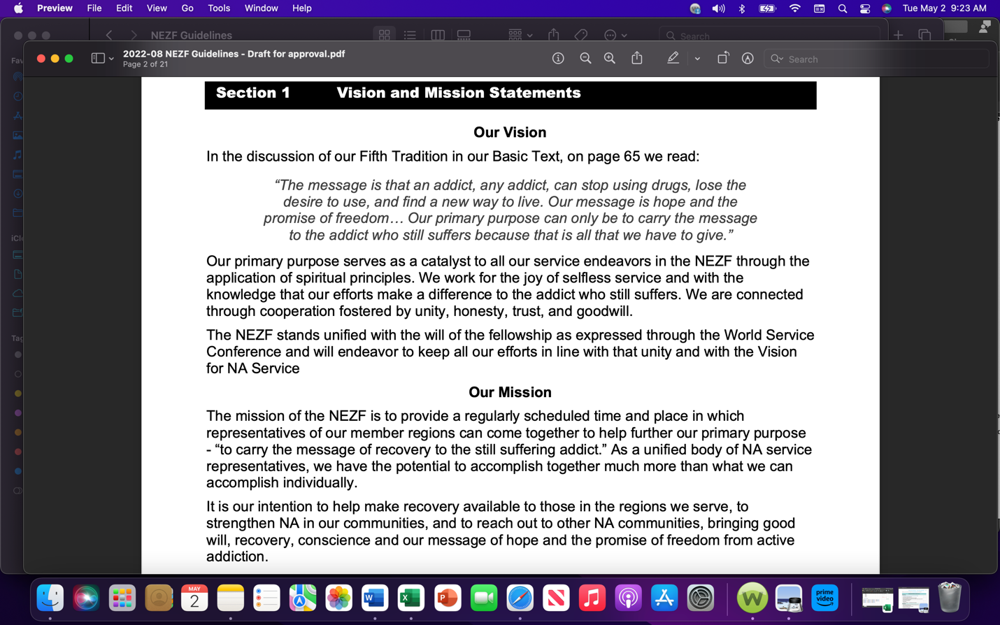 Preview File Edit View Go Tools Window Help Tue May 2 9:23 AM
NEZF Guidelines Search
2022-08 NEZF Guidelines - Draft for approval.pdf
Page 2 of 21
Search
Fav
Section 1 Vision and Mission Statements
Our Vision
In the discussion of our Fifth Tradition in our Basic Text, on page 65 we read:
“The message is that an addict, any addict, can stop using drugs, lose the
desire to use, and find a new way to live. Our message is hope and the
promise of freedom… Our primary purpose can only be to carry the message
to the addict who still suffers because that is all that we have to give.”
iClo
Our primary purpose serves as a catalyst to all our service endeavors in the NEZF through the
application of spiritual principles. We work for the joy of selfless service and with the
knowledge that our efforts make a difference to the addict who still suffers. We are connected
through cooperation fostered by unity, honesty, trust, and goodwill.
Tag
The NEZF stands unified with the will of the fellowship as expressed through the World Service
Conference and will endeavor to keep all our efforts in line with that unity and with the Vision
for NA Service
Our Mission
The mission of the NEZF is to provide a regularly scheduled time and place in which
representatives of our member regions can come together to help further our primary purpose
- “to carry the message of recovery to the still suffering addict.” As a unified body of NA service
representatives, we have the potential to accomplish together much more than what we can
accomplish individually.
It is our intention to help make recovery available to those in the regions we serve, to
strengthen NA in our communities, and to reach out to other NA communities, bringing good
will, recovery, conscience and our message of hope and the promise of freedom from active
addiction.
MAY
2
W
X
P
W
prime
video